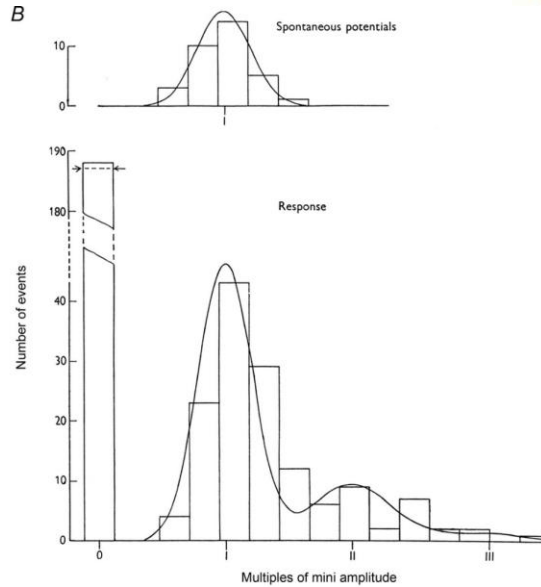 B
Spontaneous potentials
10
0
I
190
180
Response
40
30
20
10
0
Number of events
0
I
II
III
Multiples of mini amplitude